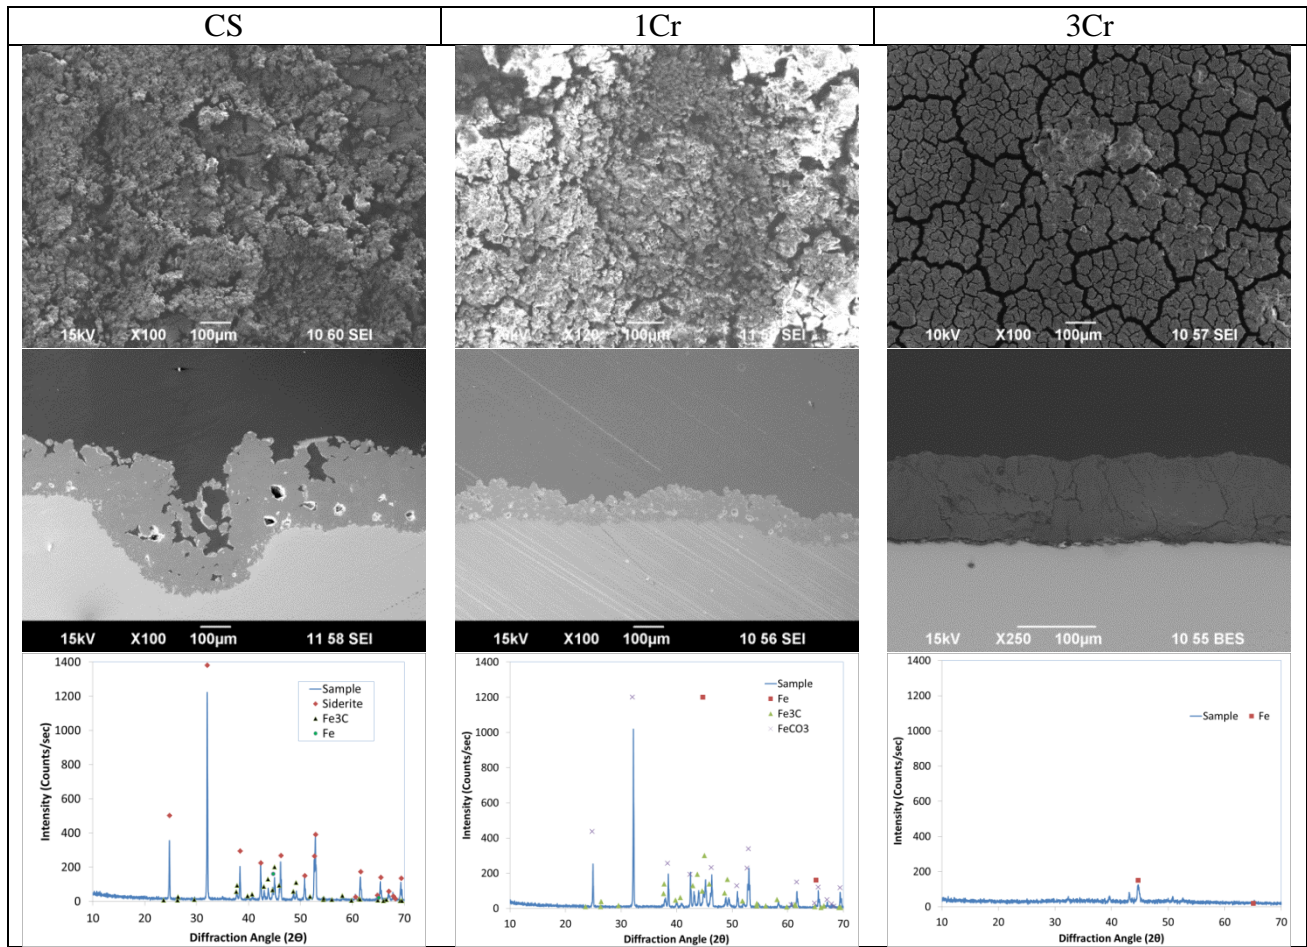 CS 1Cr 3Cr
15kV X100 100μm 10 60 SEI
X120 100μm SEI
10kV X100 100μm 10 57 SEI
15kV X100 100μm 11 58 SEI
15kV X100 100μm 10 56 SEI
15kV X250 100μm 10 55 BES
1400
1200
1000
800
600
400
200
0
10 20 30 40 50 60 70
Intensity (Counts/sec)
Diffraction Angle (2Θ)
Sample
Siderite
Fe3C
Fe
1400
1200
1000
800
600
400
200
0
10 20 30 40 50 60 70
Intensity (Counts/sec)
Diffraction Angle (2Θ)
Sample
Fe
Fe3C
FeCO3
1400
1200
1000
800
600
400
200
0
10 20 30 40 50 60 70
Intensity (Counts/sec)
Diffraction Angle (2Θ)
Sample Fe